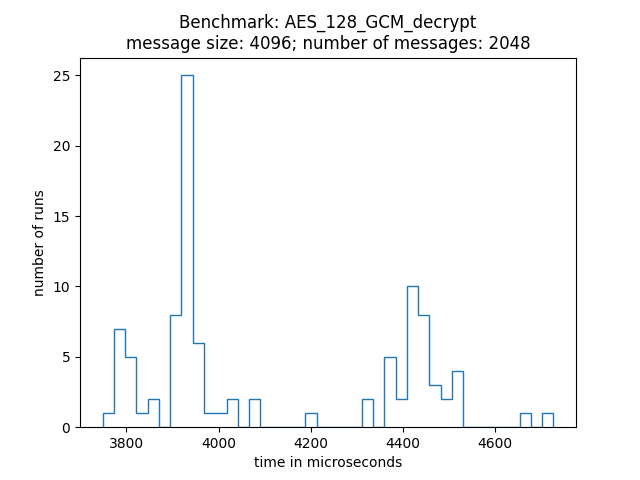 Benchmark: AES_128_GCM_decrypt
message size: 4096; number of messages: 2048
25
20
15
10
5
0
number of runs
3800 4000 4200 4400 4600
time in microseconds